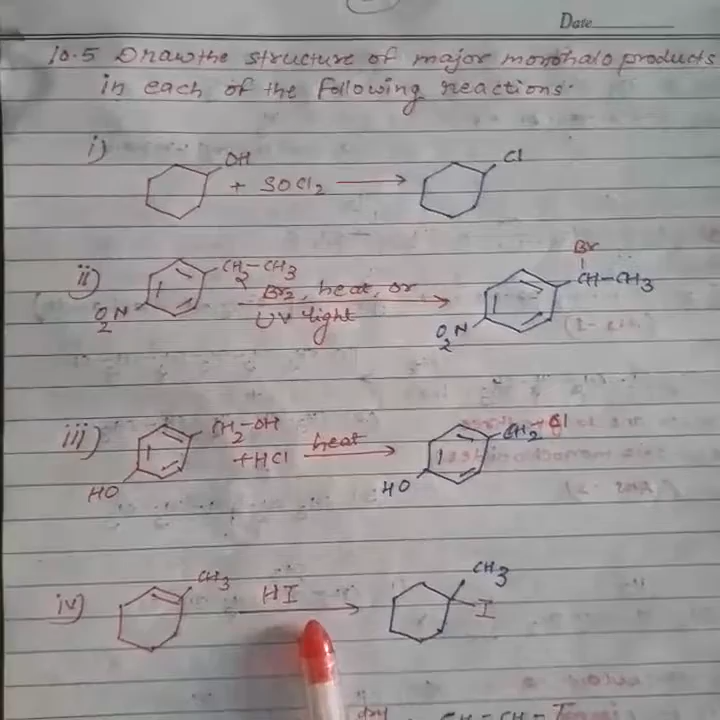 Date
10.5 Draw the structure of major monohalo products
in each of the following reactions.
i)
OH
+ SOCl2
Cl
ii)
CH2-CH3
O2N
Br2, heat, or
UV light
Br
CH-CH3
O2N
iii)
CH2-OH
+HCl
heat
HO
CH2-Cl
HO
iv)
CH3
HI
CH3
I
dry